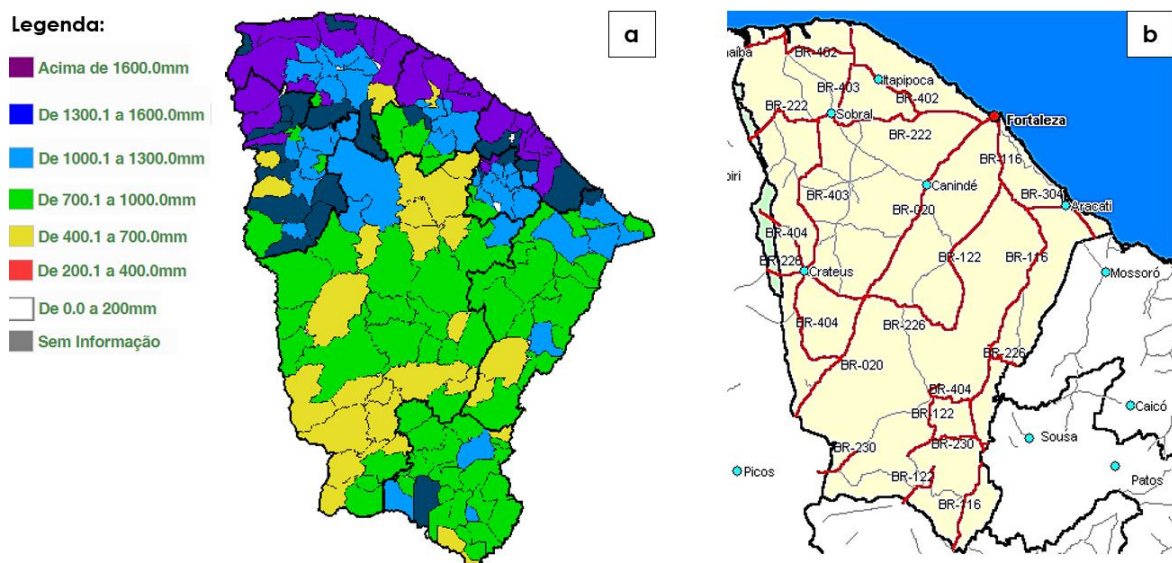 Legenda:
Acima de 1600.0mm
De 1300.1 a 1600.0mm
De 1000.1 a 1300.0mm
De 700.1 a 1000.0mm
De 400.1 a 700.0mm
De 200.1 a 400.0mm
De 0.0 a 200mm
Sem Informação
a
b
naíba
BR-402
Itapipoca
BR-403
BR-402
BR-222
Sobral
Fortaleza
BR-222
BR-116
iri
Canindé
BR-403
BR-304
BR-020
Aracati
BR-404
BR-122
BR-116
BR-226
Crateus
Mossoró
BR-404
BR-226
BR-226
BR-020
BR-404
Caicó
BR-122
BR-230
BR-230
Sousa
Picos
BR-122
Patos
BR-116